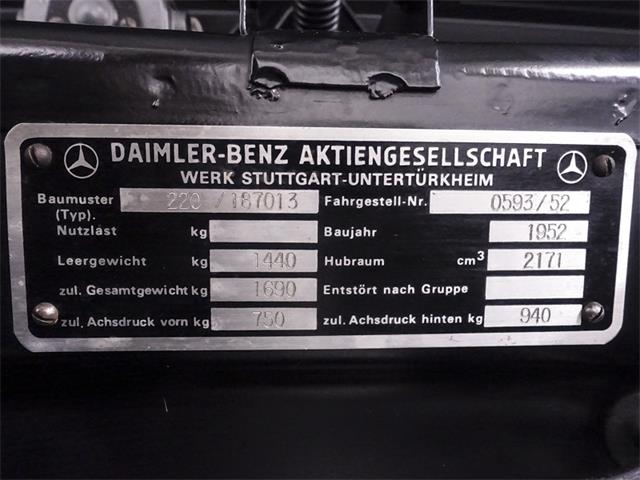 DAIMLER-BENZ AKTIENGESELLSCHAFT
WERK STUTTGART-UNTERTÜRKHEIM
Baumuster (Typ). 220 / 187013 Fahrgestell-Nr. 0593/52
Nutzlast kg Baujahr 1952
Leergewicht kg 1440 Hubraum cm³ 2171
zul. Gesamtgewicht kg 1690 Entstört nach Gruppe
zul. Achsdruck vorn kg 750 zul. Achsdruck hinten kg 940